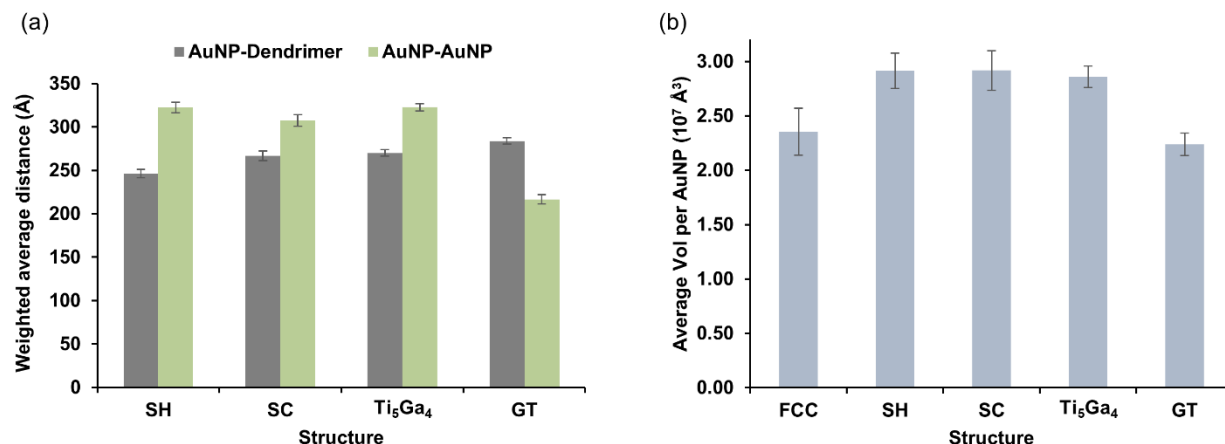 (a)
AuNP-Dendrimer AuNP-AuNP
Weighted average distance (Å)
350
300
250
200
150
100
50
0
SH SC Ti₅Ga₄ GT
Structure
(b)
Average Vol per AuNP (10⁷ Å³)
3.00
2.50
2.00
1.50
1.00
0.50
0.00
FCC SH SC Ti₅Ga₄ GT
Structure